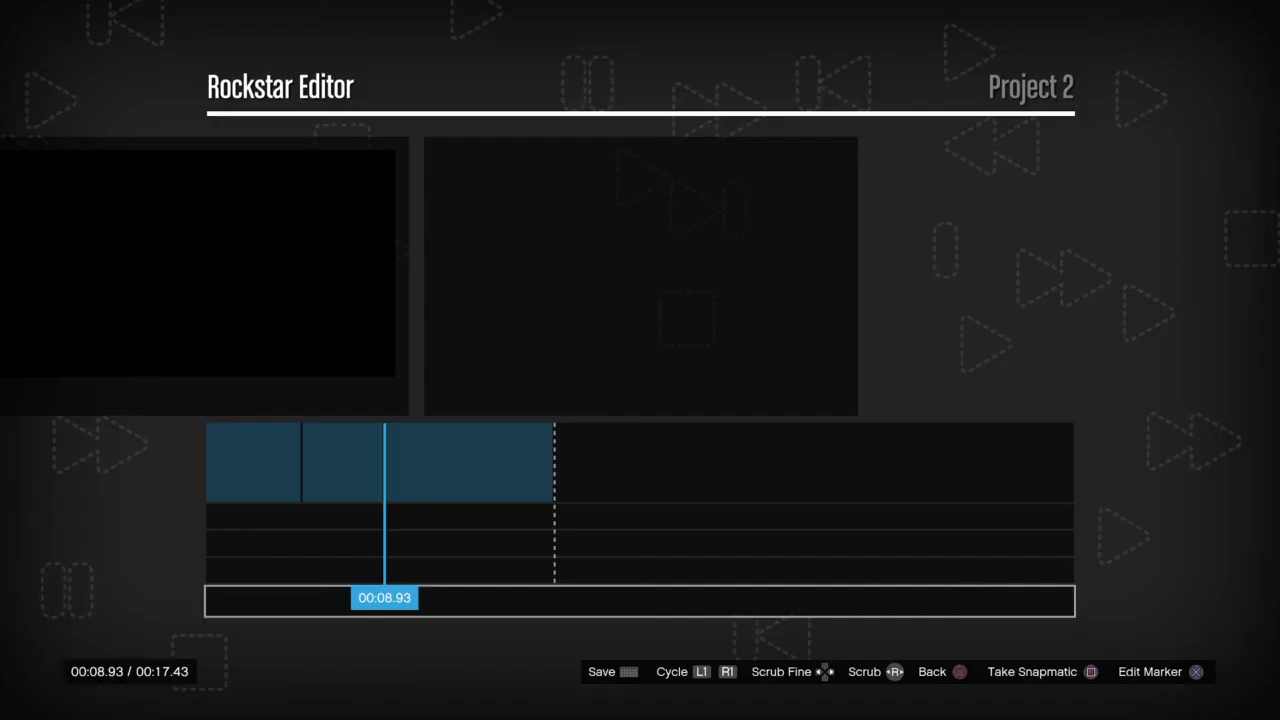 Rockstar Editor
Project 2
00:08.93
00:08.93 / 00:17.43
Save Cycle L1 R1 Scrub Fine Scrub R Back Take Snapmatic Edit Marker